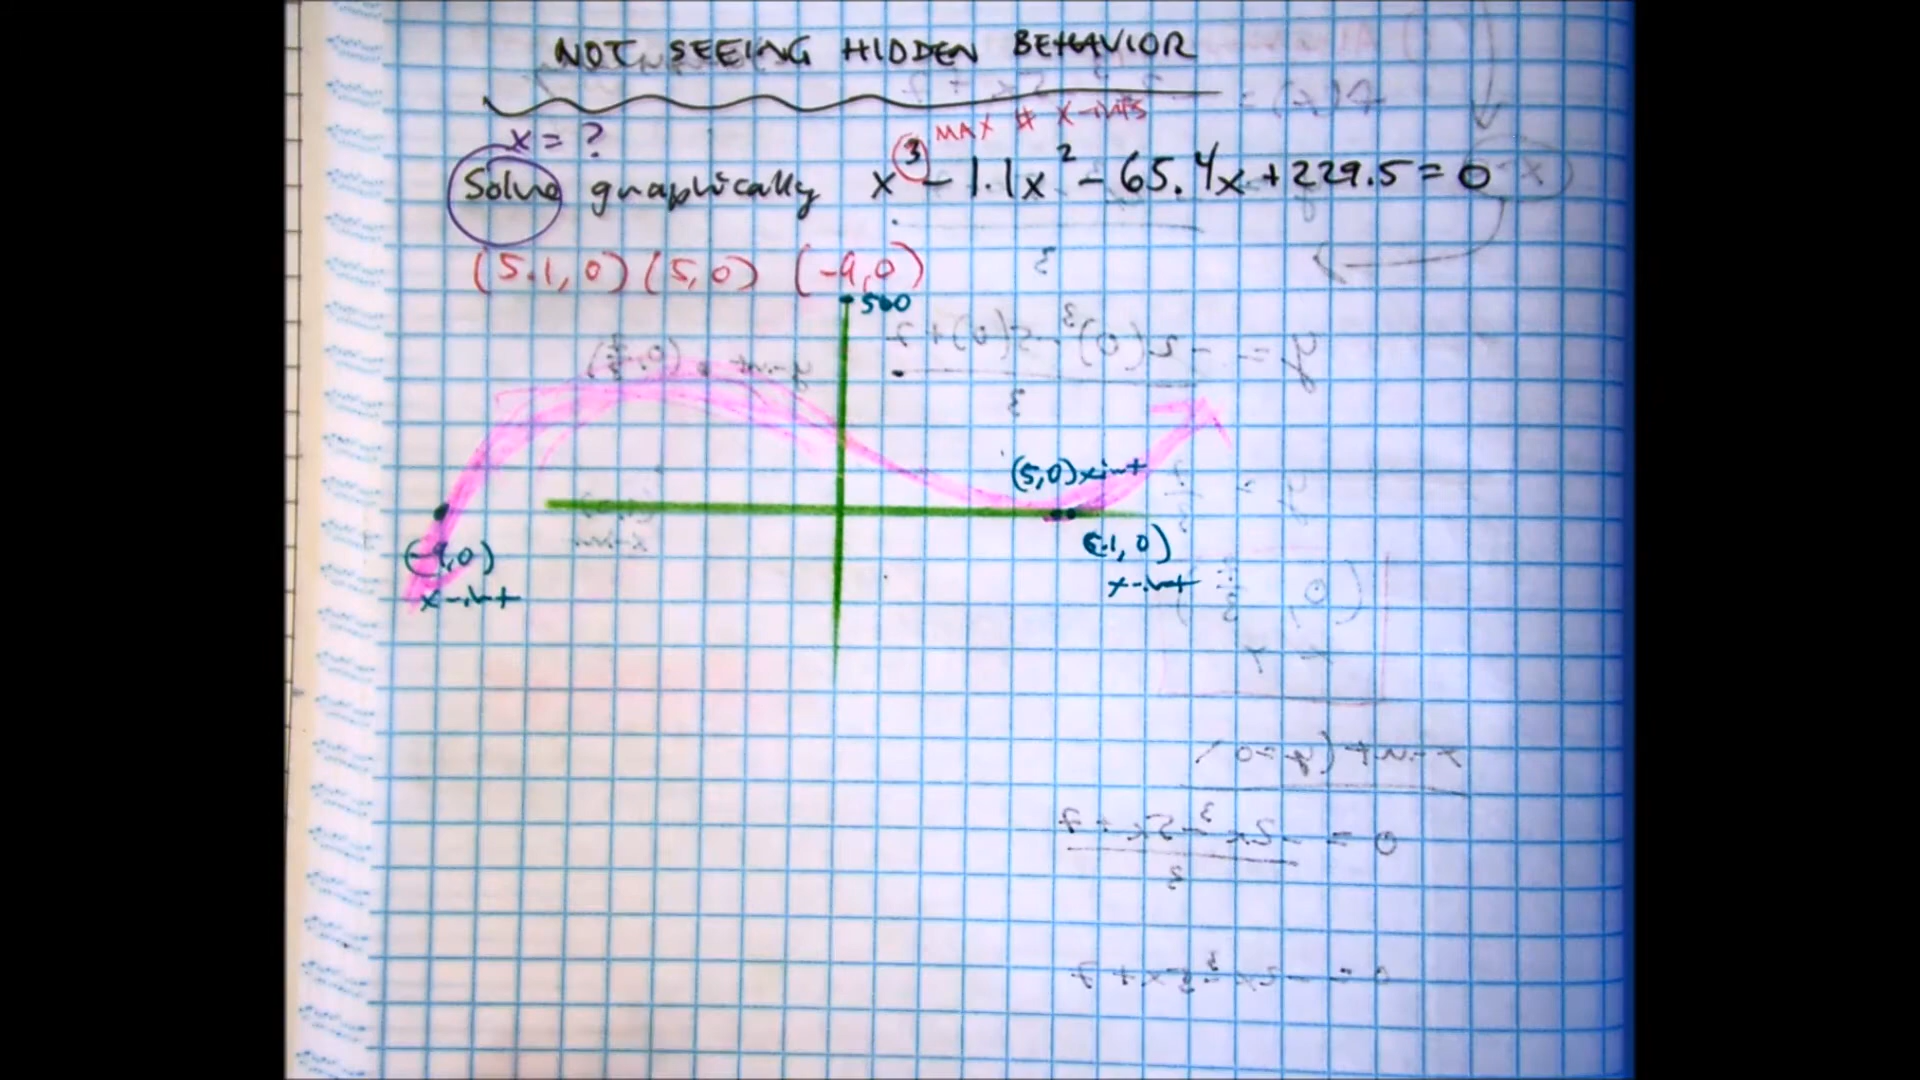 NOT SEEING HIDDEN BEHAVIOR
x = ?
MAX # X-ints
Solve graphically x³ - 1.1x² - 65.4x + 229.5 = 0
(5.1, 0) (5, 0) (-9, 0)
500
(5, 0) x-int
(-9, 0)
x-int
(5.1, 0)
x-int